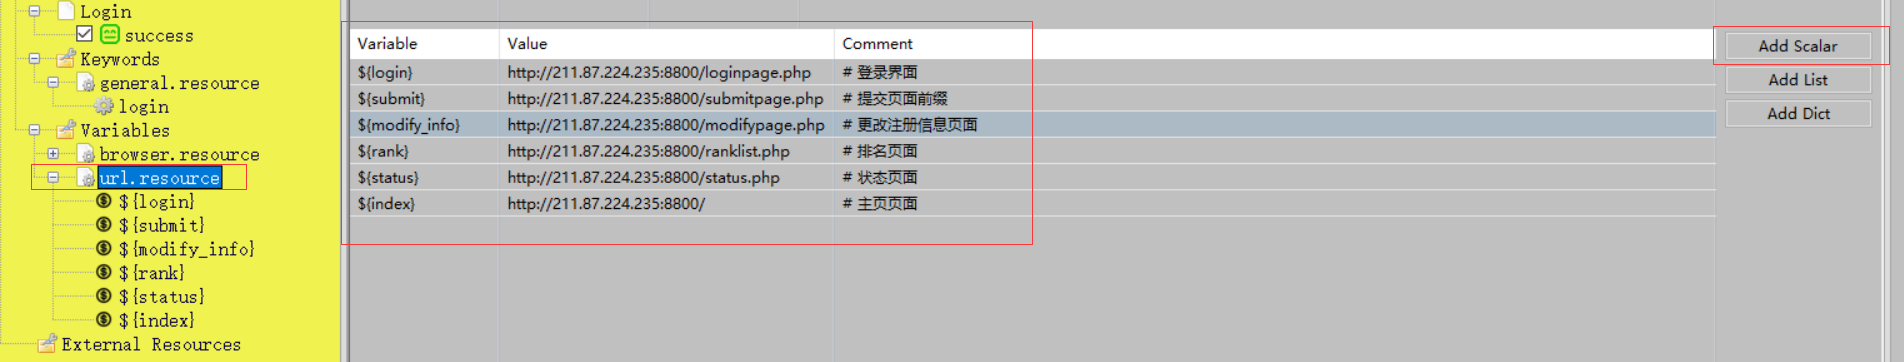 Login
success
Keywords
general.resource
login
Variables
browser.resource
url.resource
${login}
${submit}
${modify_info}
${rank}
${status}
${index}
External Resources
Variable Value Comment
${login} http://211.87.224.235:8800/loginpage.php # 登录界面
${submit} http://211.87.224.235:8800/submitpage.php # 提交页面前缀
${modify_info} http://211.87.224.235:8800/modifypage.php # 更改注册信息页面
${rank} http://211.87.224.235:8800/ranklist.php # 排名页面
${status} http://211.87.224.235:8800/status.php # 状态页面
${index} http://211.87.224.235:8800/ # 主页页面
Add Scalar
Add List
Add Dict